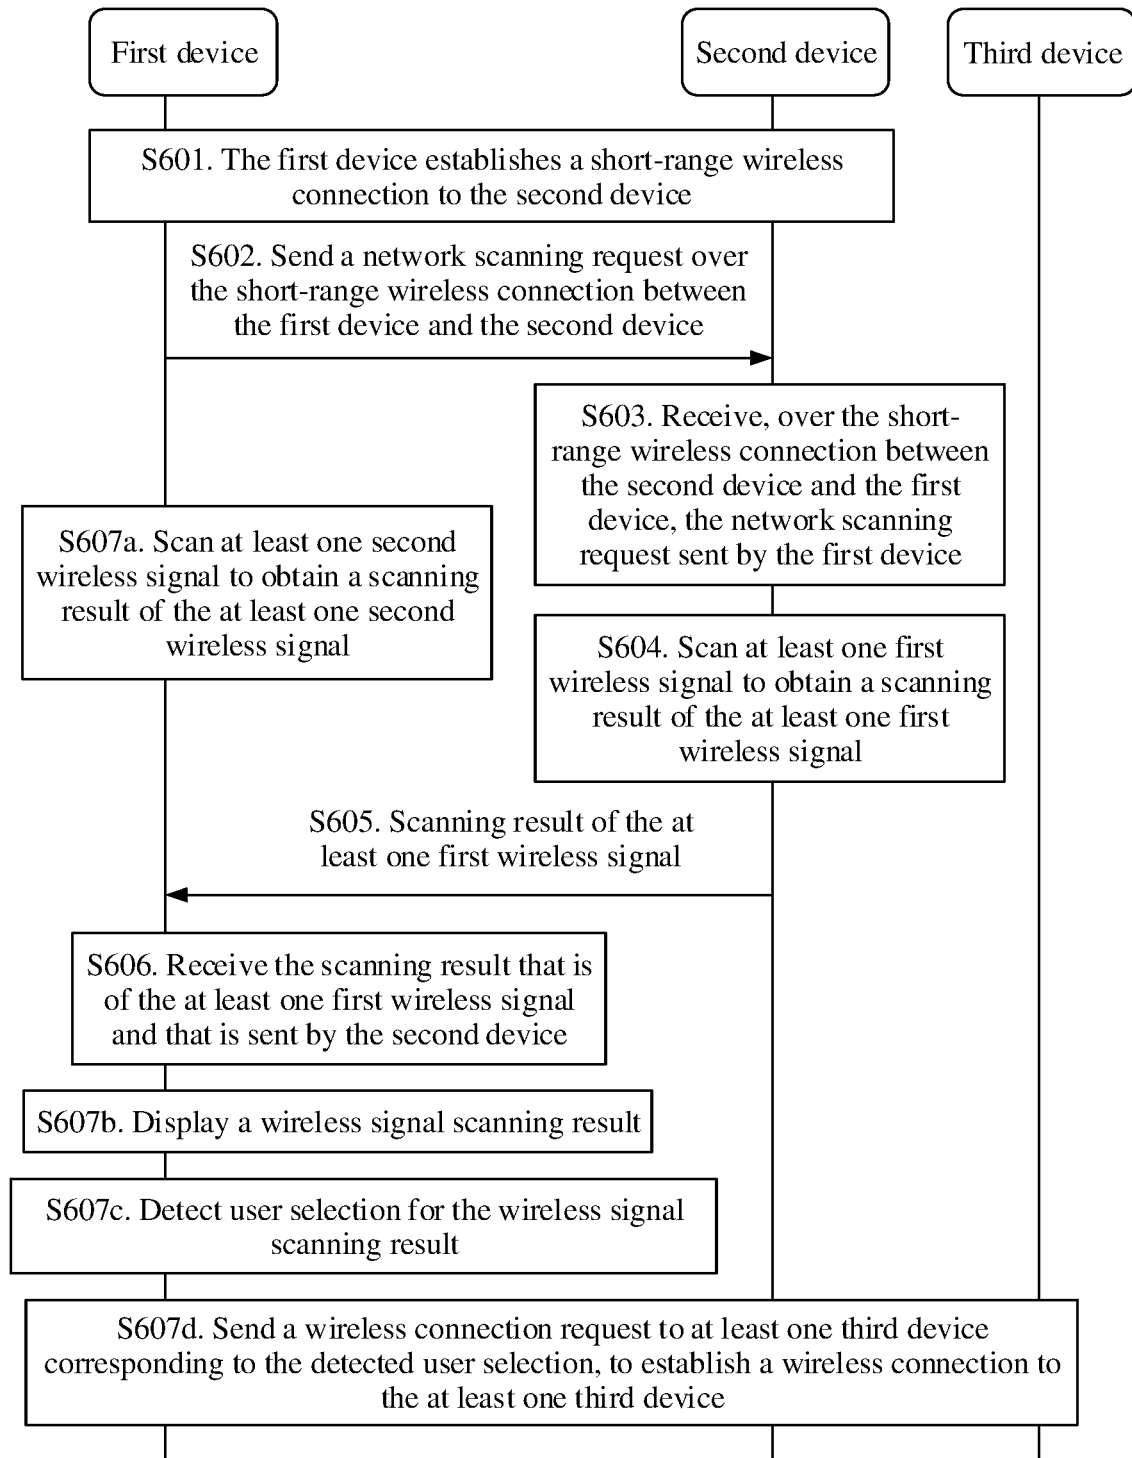 First device
Second device
Third device
S601. The first device establishes a short-range wireless
connection to the second device
S602. Send a network scanning request over
the short-range wireless connection between
the first device and the second device
S603. Receive, over the short-
range wireless connection between
the second device and the first
device, the network scanning
request sent by the first device
S607a. Scan at least one second
wireless signal to obtain a scanning
result of the at least one second
wireless signal
S604. Scan at least one first
wireless signal to obtain a scanning
result of the at least one first
wireless signal
S605. Scanning result of the at
least one first wireless signal
S606. Receive the scanning result that is
of the at least one first wireless signal
and that is sent by the second device
S607b. Display a wireless signal scanning result
S607c. Detect user selection for the wireless signal
scanning result
S607d. Send a wireless connection request to at least one third device
corresponding to the detected user selection, to establish a wireless connection to
the at least one third device